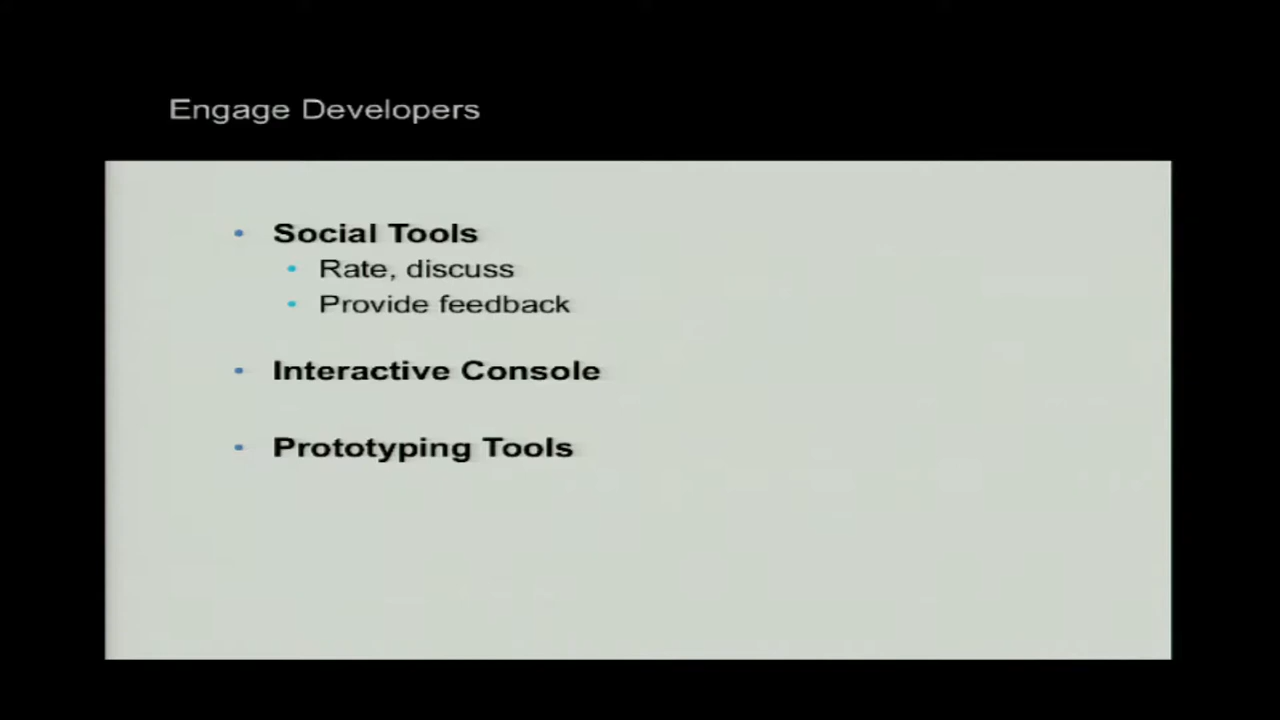 Engage Developers
• Social Tools
• Rate, discuss
• Provide feedback
• Interactive Console
• Prototyping Tools